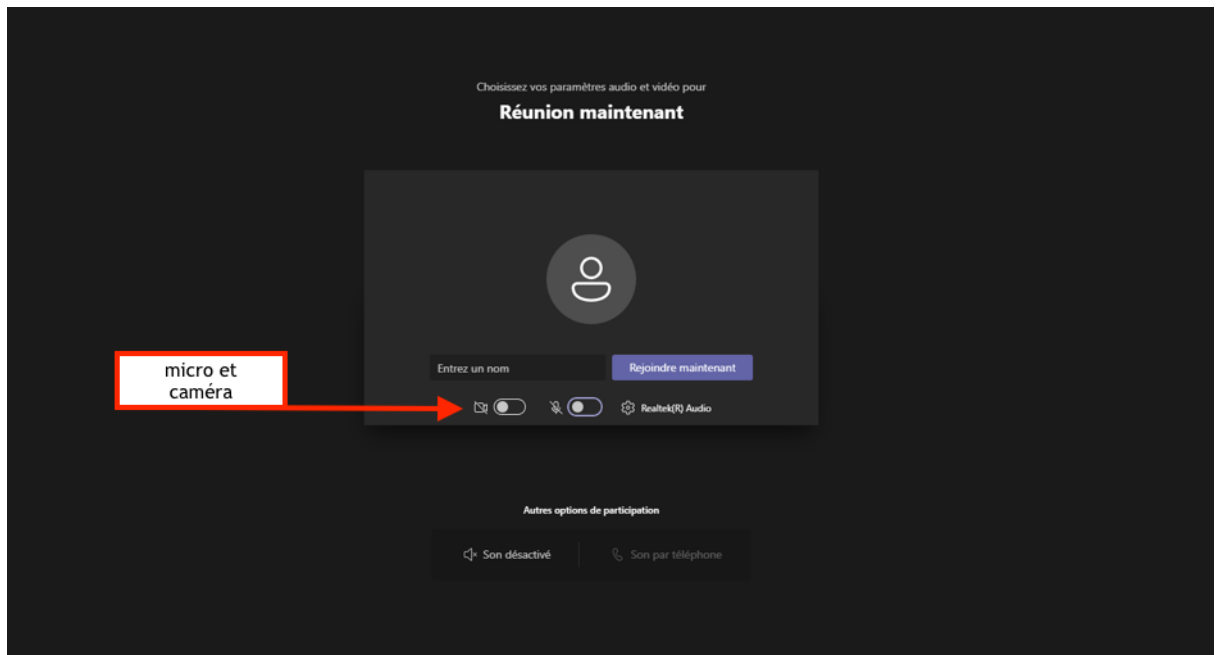 Choisissez vos paramètres audio et vidéo pour
Réunion maintenant
Entrez un nom
Rejoindre maintenant
micro et
caméra
Realtek(R) Audio
Autres options de participation
Son désactivé
Son par téléphone